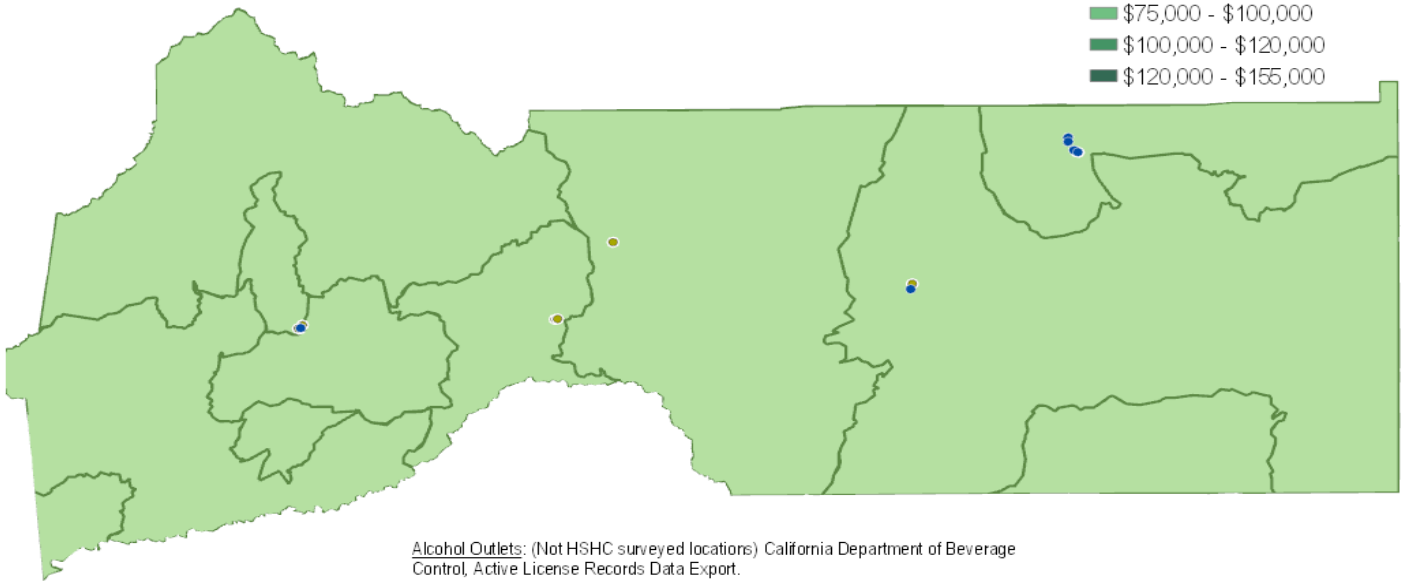 $75,000 - $100,000
$100,000 - $120,000
$120,000 - $155,000
Alcohol Outlets: (Not HSHC surveyed locations) California Department of Beverage
Control, Active License Records Data Export.